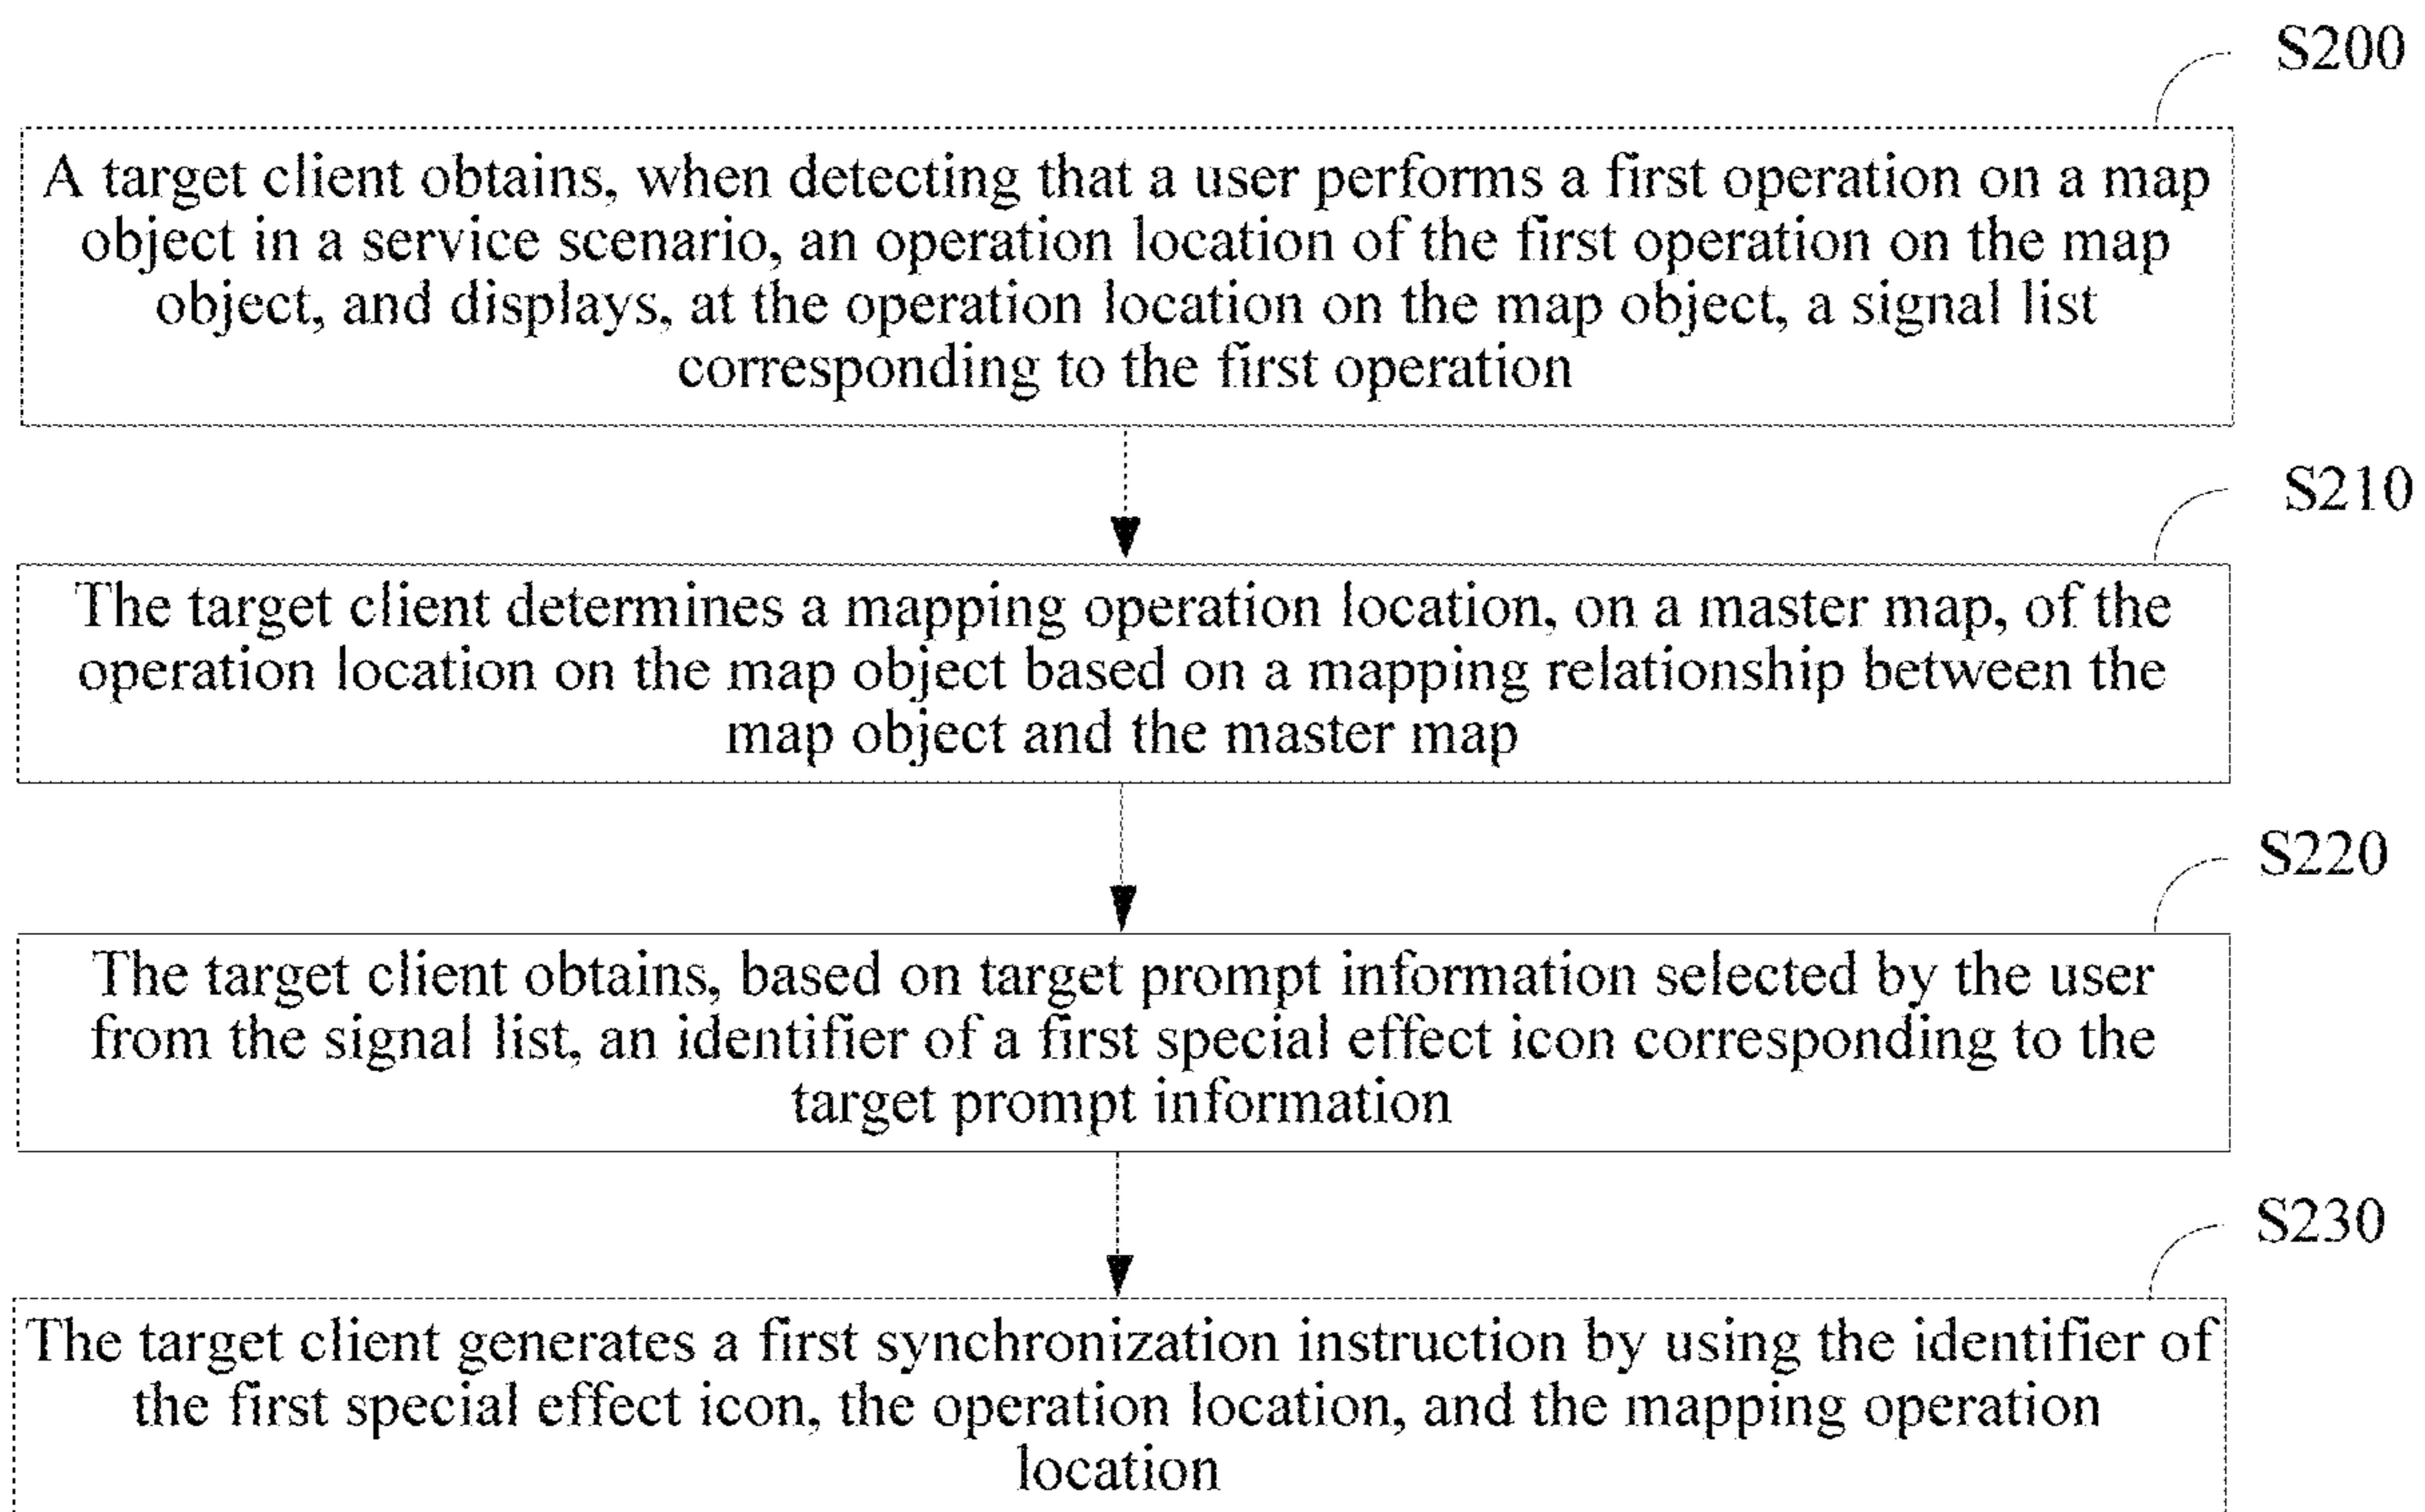 S200
A target client obtains, when detecting that a user performs a first operation on a map
object in a service scenario, an operation location of the first operation on the map
object, and displays, at the operation location on the map object, a signal list
corresponding to the first operation
S210
The target client determines a mapping operation location, on a master map, of the
operation location on the map object based on a mapping relationship between the
map object and the master map
S220
The target client obtains, based on target prompt information selected by the user
from the signal list, an identifier of a first special effect icon corresponding to the
target prompt information
S230
The target client generates a first synchronization instruction by using the identifier of
the first special effect icon, the operation location, and the mapping operation
location